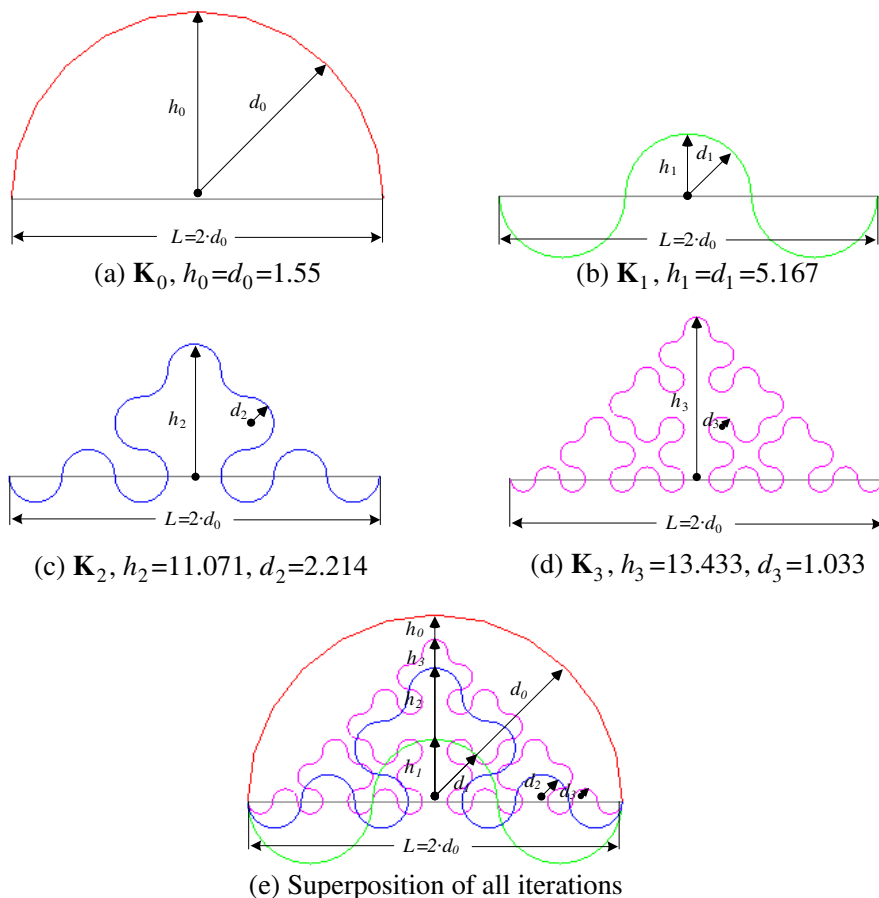 h₀
d₀
L=2·d₀
(a) K₀, h₀=d₀=1.55
h₁
d₁
L=2·d₀
(b) K₁, h₁=d₁=5.167
h₂
d₂
L=2·d₀
(c) K₂, h₂=11.071, d₂=2.214
h₃
d₃
L=2·d₀
(d) K₃, h₃=13.433, d₃=1.033
h₀
h₃
d₀
h₂
h₁
d₁
d₂
d₃
L=2·d₀
(e) Superposition of all iterations